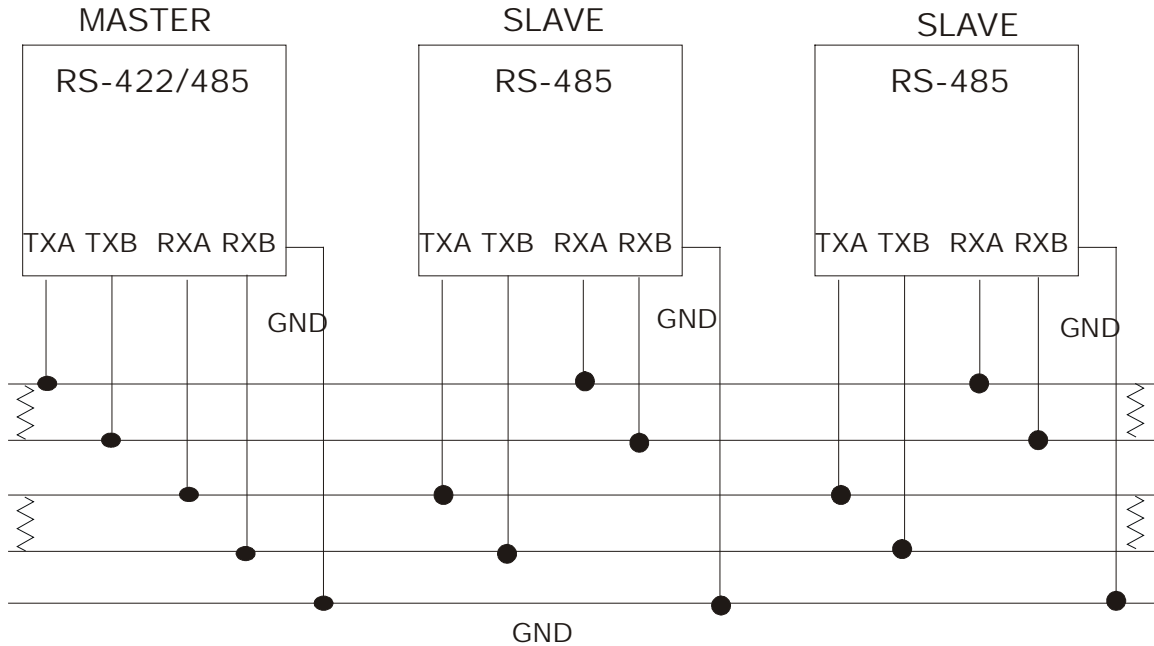 MASTER
SLAVE
SLAVE
RS-422/485
RS-485
RS-485
TXA TXB RXA RXB
TXA TXB RXA RXB
TXA TXB RXA RXB
GND
GND
GND
GND